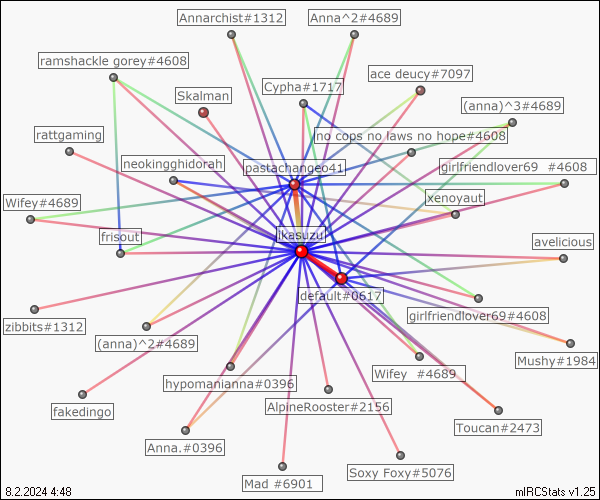 Annarchist#1312
Anna^2#4689
ramshackle gorey#4608
ace deucy#7097
Cypha#1717
Skalman
(anna)^3#4689
rattgaming
no cops no laws no hope#4608
neokingghidorah
pastachangeo41
girlfriendlover69 #4608
xenoyaut
Wifey#4689
frisout
ikasuzu
avelicious
default#0617
girlfriendlover69#4608
zibbits#1312
(anna)^2#4689
Mushy#1984
hypomanianna#0396
Wifey #4689
fakedingo
AlpineRooster#2156
Toucan#2473
Anna.#0396
Soxy Foxy#5076
Mad #6901
8.2.2024 4:48
mIRCStats v1.25